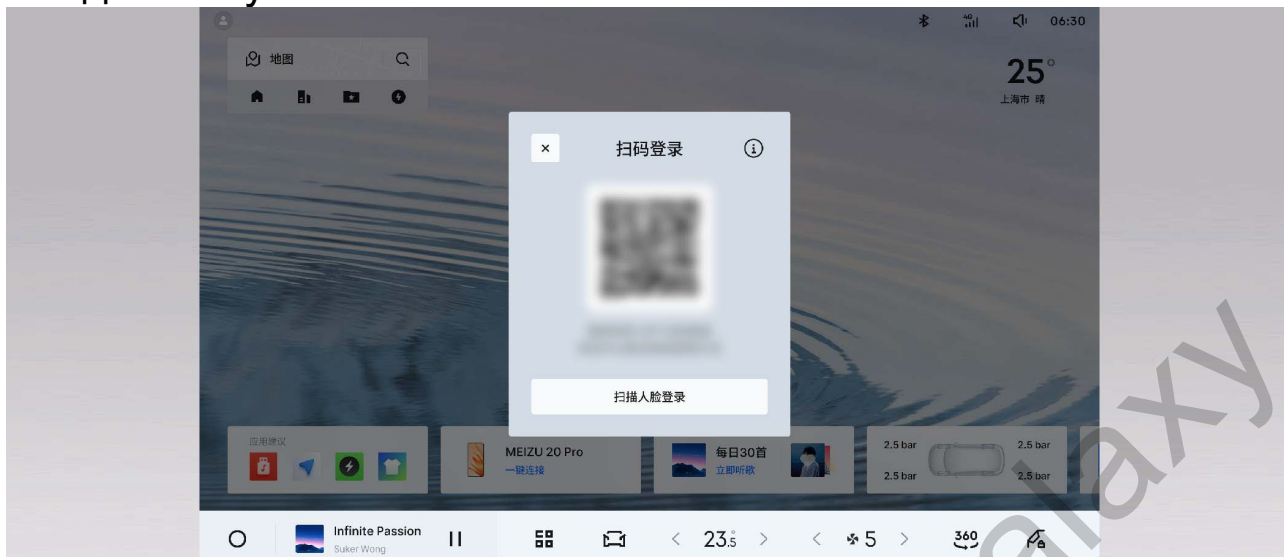 06:30
地图
25°
上海市 晴
扫码登录
扫描人脸登录
应用建议
MEIZU 20 Pro
一键连接
每日30首
立即听歌
2.5 bar
2.5 bar
2.5 bar
2.5 bar
Infinite Passion
Suker Wong
23.5
5
360
alaxy